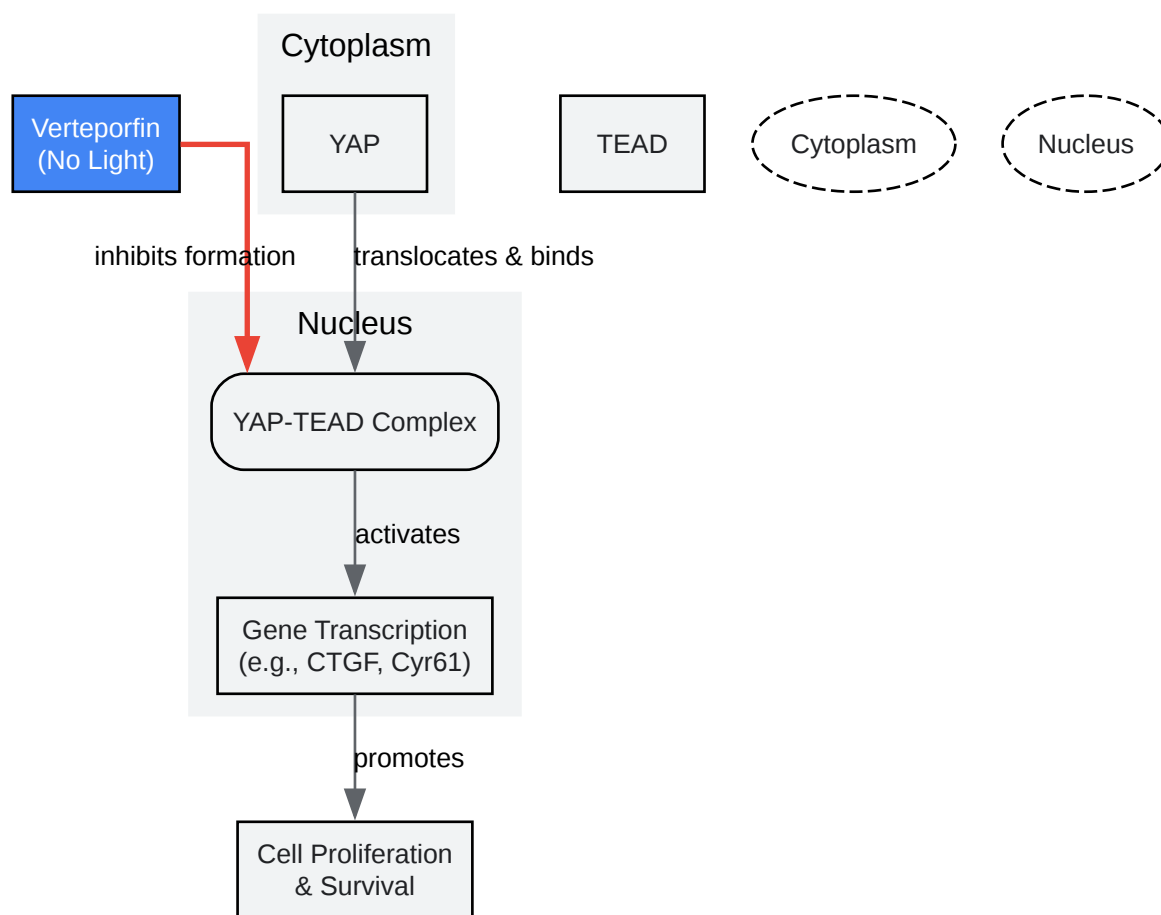 Cytoplasm
Verteporfin
(No Light)
YAP
TEAD
Cytoplasm
Nucleus
inhibits formation
translocates & binds
Nucleus
YAP-TEAD Complex
activates
Gene Transcription
(e.g., CTGF, Cyr61)
promotes
Cell Proliferation
& Survival